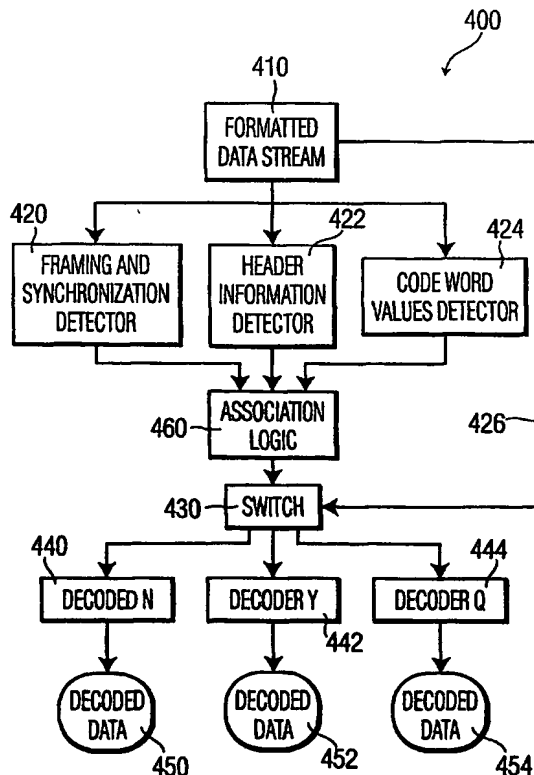 400
410
FORMATTED
DATA STREAM
420
422
424
FRAMING AND
SYNCHRONIZATION
DETECTOR
HEADER
INFORMATION
DETECTOR
CODE WORD
VALUES DETECTOR
460
ASSOCIATION
LOGIC
426
430
SWITCH
440
444
DECODED N
DECODER Y
DECODER Q
442
DECODED
DATA
DECODED
DATA
DECODED
DATA
450
452
454